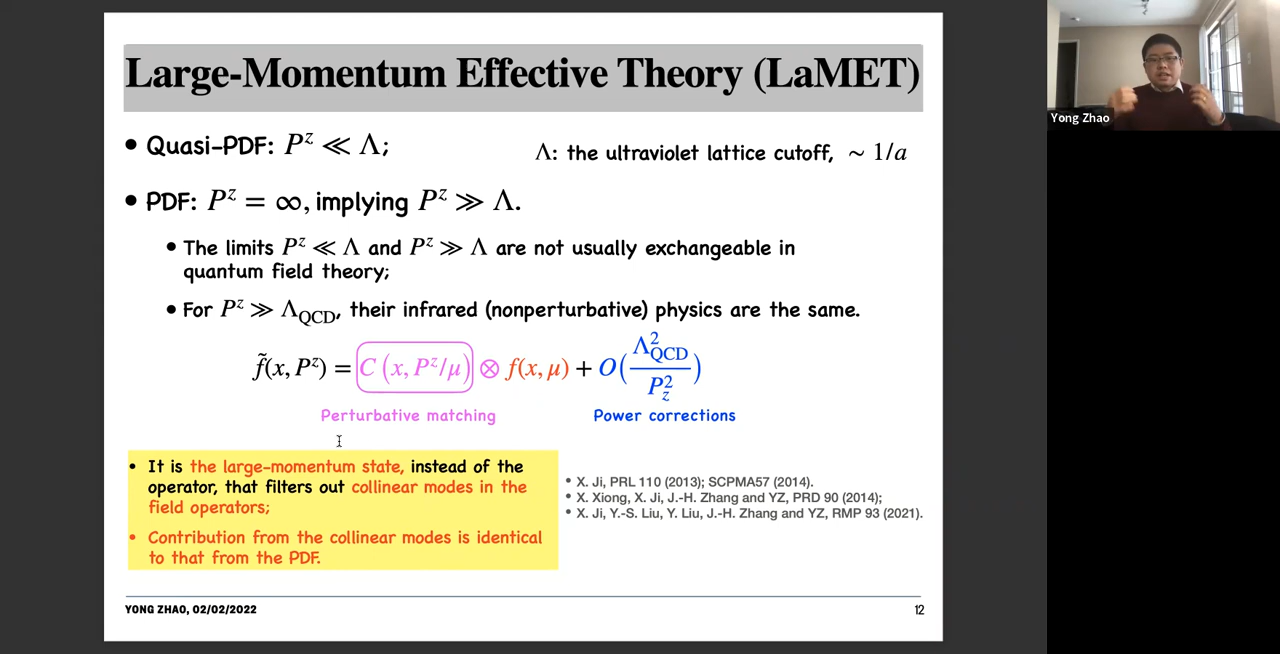 Large-Momentum Effective Theory (LaMET)
• Quasi-PDF: P^z ≪ Λ;
Λ: the ultraviolet lattice cutoff, ~ 1/a
• PDF: P^z = ∞, implying P^z ≫ Λ.
• The limits P^z ≪ Λ and P^z ≫ Λ are not usually exchangeable in
quantum field theory;
• For P^z ≫ Λ_QCD, their infrared (nonperturbative) physics are the same.
f̃(x, P^z) = C (x, P^z/μ) ⊗ f(x, μ) + O(Λ²_QCD / P_z²)
Perturbative matching
Power corrections
• It is the large-momentum state, instead of the
operator, that filters out collinear modes in the
field operators;
• Contribution from the collinear modes is identical
to that from the PDF.
• X. Ji, PRL 110 (2013); SCPMA57 (2014).
• X. Xiong, X. Ji, J.-H. Zhang and YZ, PRD 90 (2014);
• X. Ji, Y.-S. Liu, Y. Liu, J.-H. Zhang and YZ, RMP 93 (2021).
YONG ZHAO, 02/02/2022
12
Yong Zhao